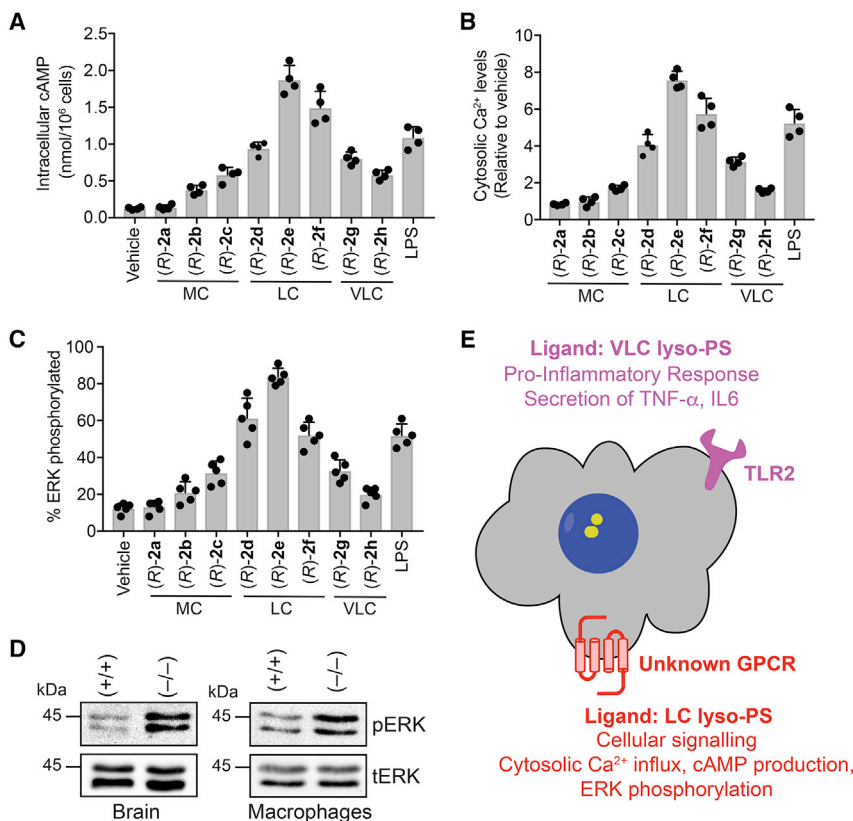 A
Intracellular cAMP
(nmol/10⁶ cells)
2.5
2.0
1.5
1.0
0.5
0.0
Vehicle
(R)-2a
(R)-2b
(R)-2c
(R)-2d
(R)-2e
(R)-2f
(R)-2g
(R)-2h
LPS
MC
LC
VLC
B
Cytosolic Ca²⁺ levels
(Relative to vehicle)
10
8
6
4
2
0
(R)-2a
(R)-2b
(R)-2c
(R)-2d
(R)-2e
(R)-2f
(R)-2g
(R)-2h
LPS
MC
LC
VLC
C
% ERK phosphorylated
100
80
60
40
20
0
Vehicle
(R)-2a
(R)-2b
(R)-2c
(R)-2d
(R)-2e
(R)-2f
(R)-2g
(R)-2h
LPS
MC
LC
VLC
D
kDa
(+/+)
(−/−)
45
45
Brain
kDa
(+/+)
(−/−)
45
pERK
45
tERK
Macrophages
E
Ligand: VLC lyso-PS
Pro-Inflammatory Response
Secretion of TNF-α, IL6
TLR2
Unknown GPCR
Ligand: LC lyso-PS
Cellular signalling
Cytosolic Ca²⁺ influx, cAMP production,
ERK phosphorylation